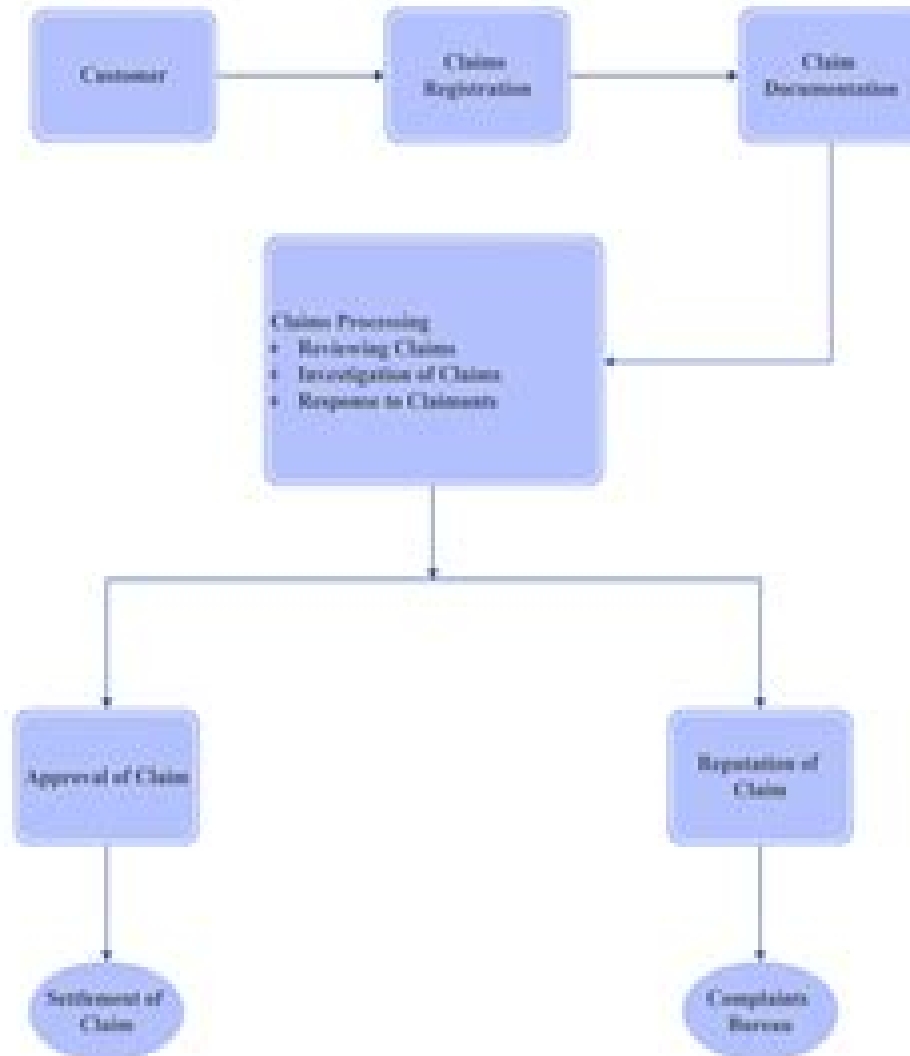 Customer
Claims
Registration
Claim
Documentation
Claims Processing
• Reviewing Claims
• Investigation of Claims
• Response to Claimants
Approval of Claim
Reputation of
Claim
Settlement of
Claim
Complaints
Bureau